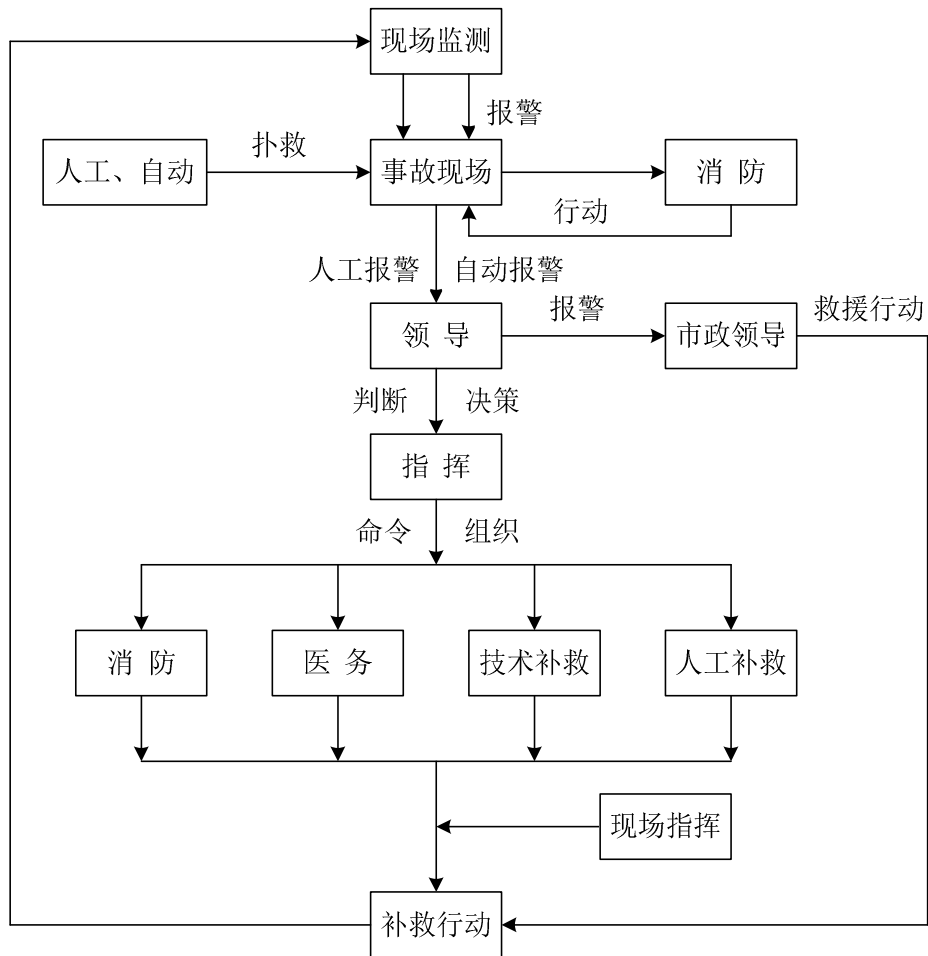 现场监测
报警
人工、自动
扑救
事故现场
消 防
行动
人工报警
自动报警
领 导
报警
市政领导
救援行动
判断
决策
指 挥
命令
组织
消 防
医 务
技术补救
人工补救
现场指挥
补救行动